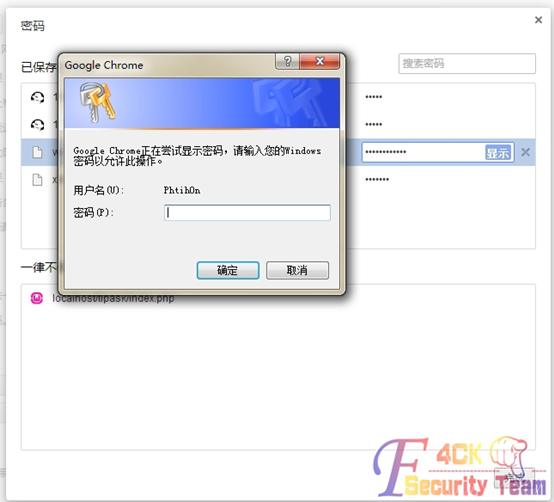 密码
已保存
搜索密码
Google Chrome
Google Chrome正在尝试显示密码,请输入您的Windows
密码以允许此操作。
用户名(U): PhtihOn
密码(P):
显示
确定 取消
一律不
localhost/tipask/index.php
F4CK
Security Team